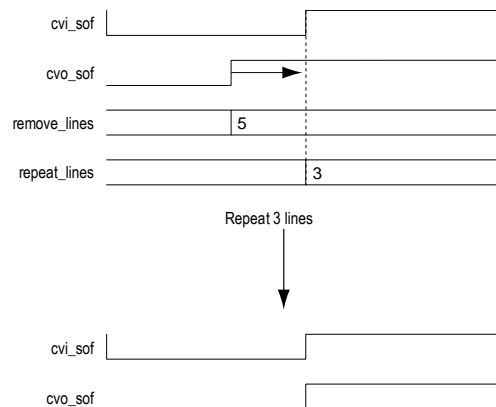 cvi_sof
cvo_sof
remove_lines 5
repeat_lines 3
Repeat 3 lines
cvi_sof
cvo_sof